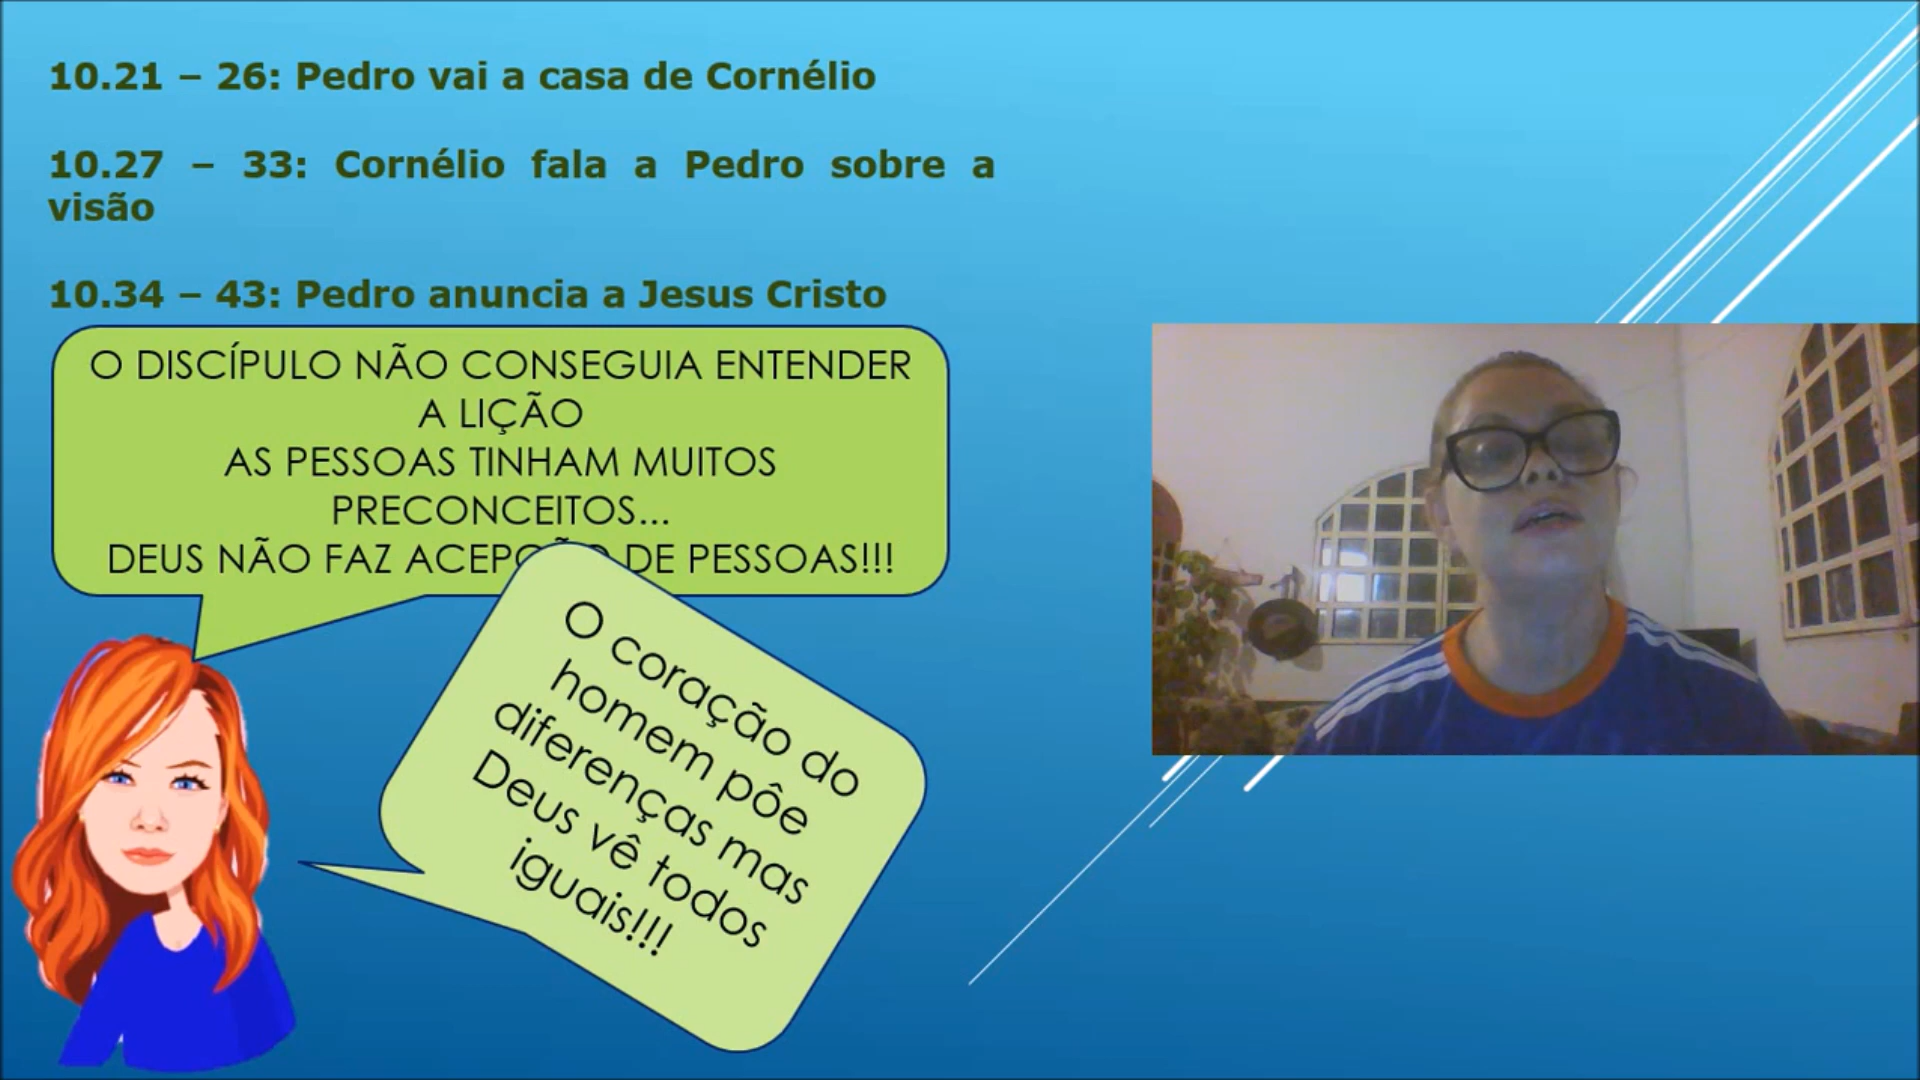 10.21 – 26: Pedro vai a casa de Cornélio
10.27 – 33: Cornélio fala a Pedro sobre a
visão
10.34 – 43: Pedro anuncia a Jesus Cristo
O DISCÍPULO NÃO CONSEGUIA ENTENDER
A LIÇÃO
AS PESSOAS TINHAM MUITOS
PRECONCEITOS...
DEUS NÃO FAZ ACEPÇÃO DE PESSOAS!!!
O coração do
homem põe
diferenças mas
Deus vê todos
iguais!!!